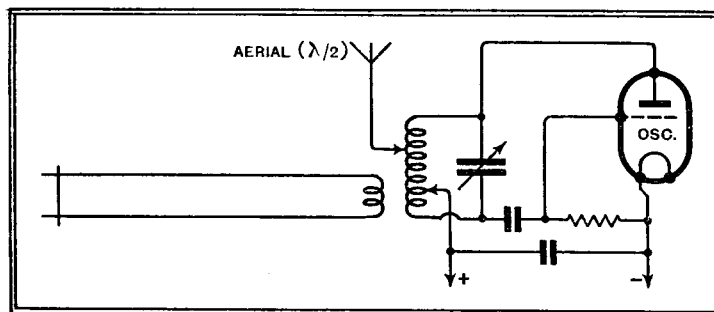 AERIAL (λ/2)
OSC.
+
−